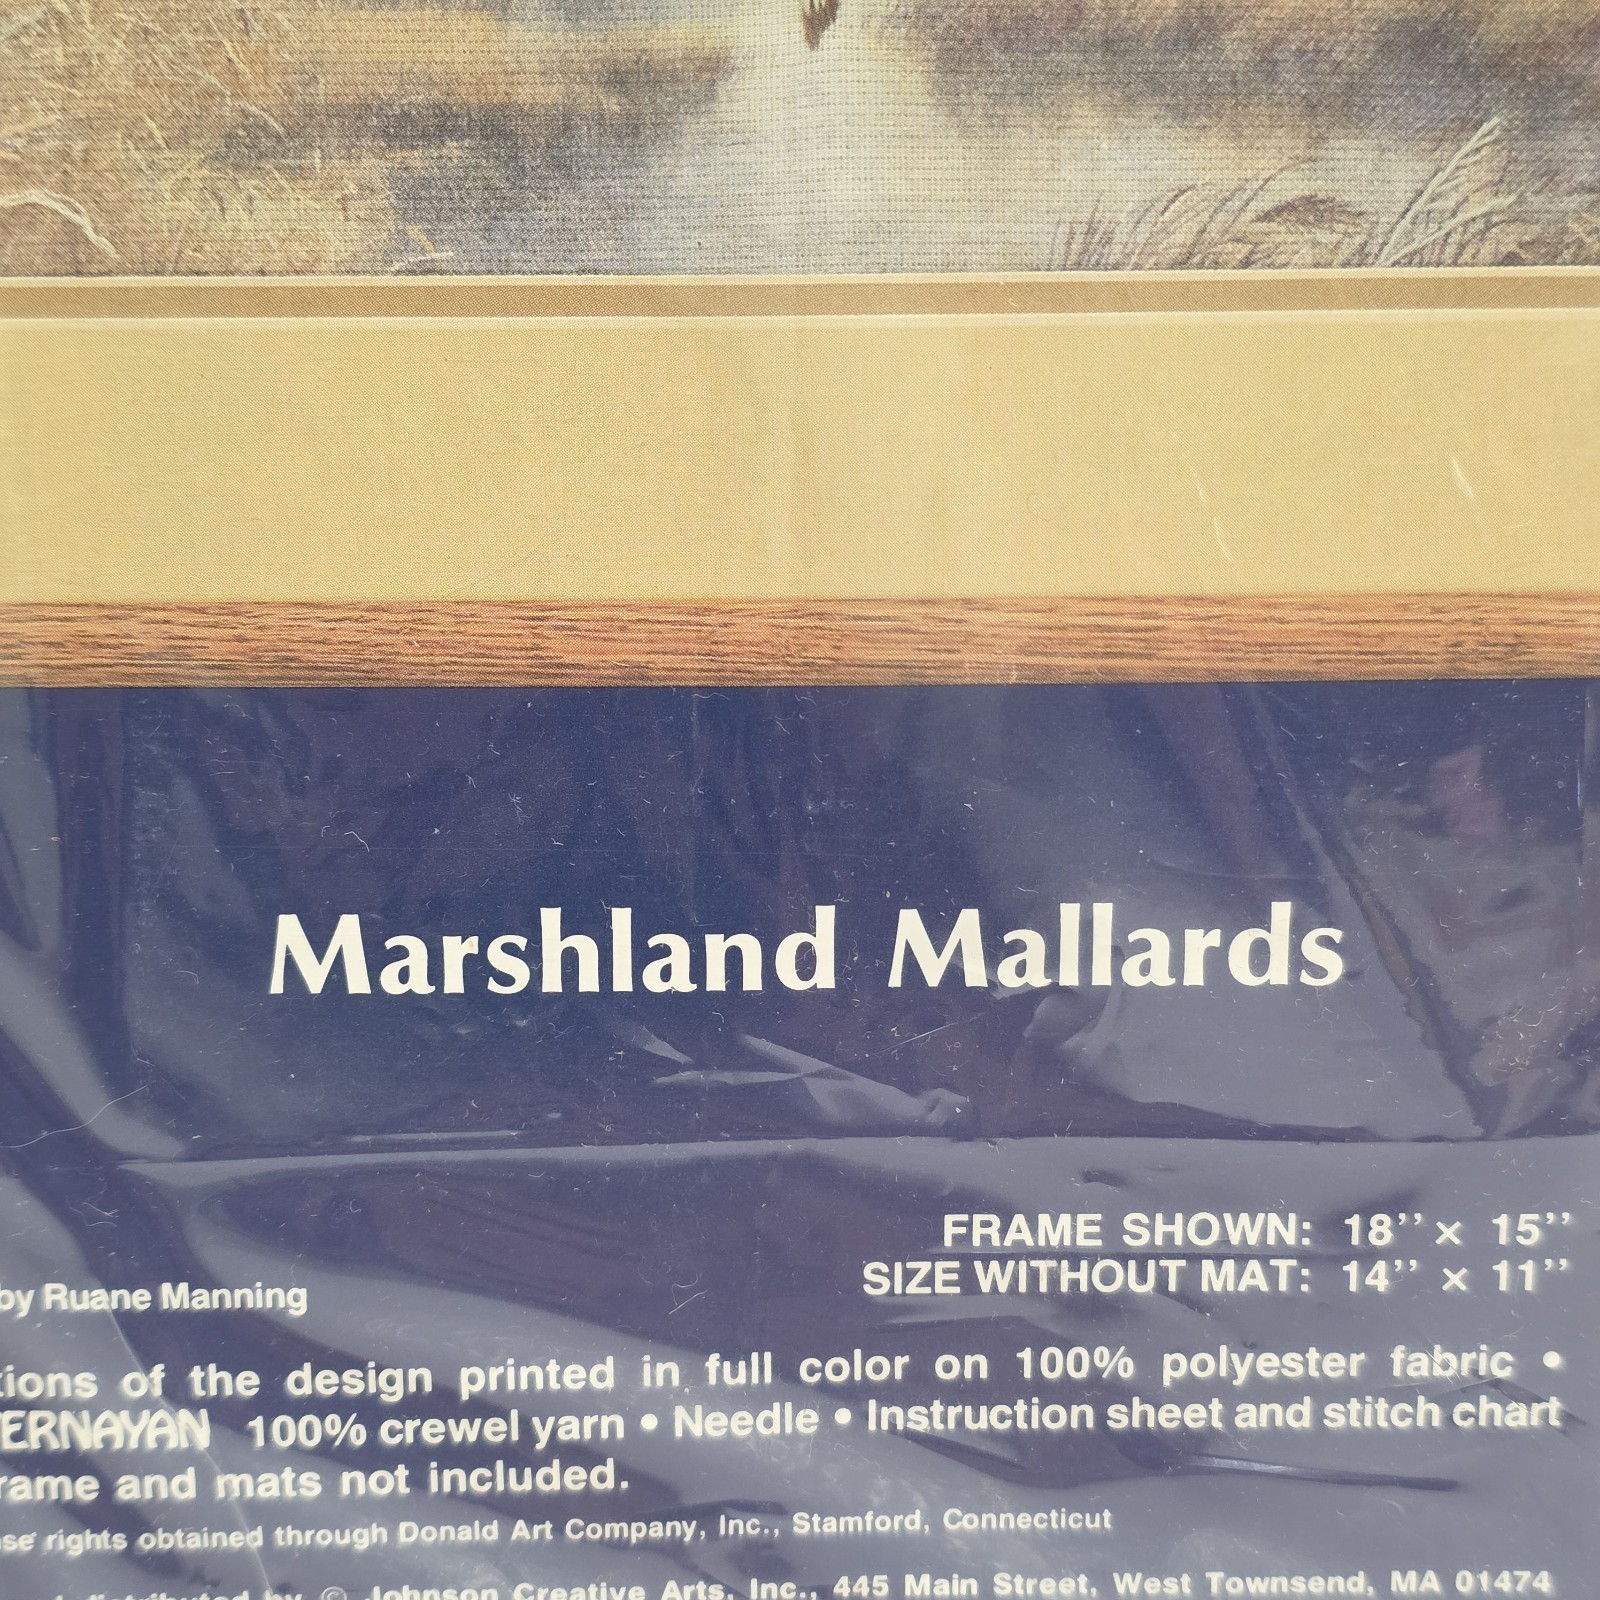 Marshland Mallards
FRAME SHOWN: 18'' x 15''
SIZE WITHOUT MAT: 14'' x 11''
by Ruane Manning
of the design printed in full color on 100% polyester fabric •
100% crewel yarn • Needle • Instruction sheet and stitch chart
and mats not included.
rights obtained through Donald Art Company, Inc., Stamford, Connecticut
distributed by © Johnson Creative Arts, Inc., 445 Main Street, West Townsend, MA 01474